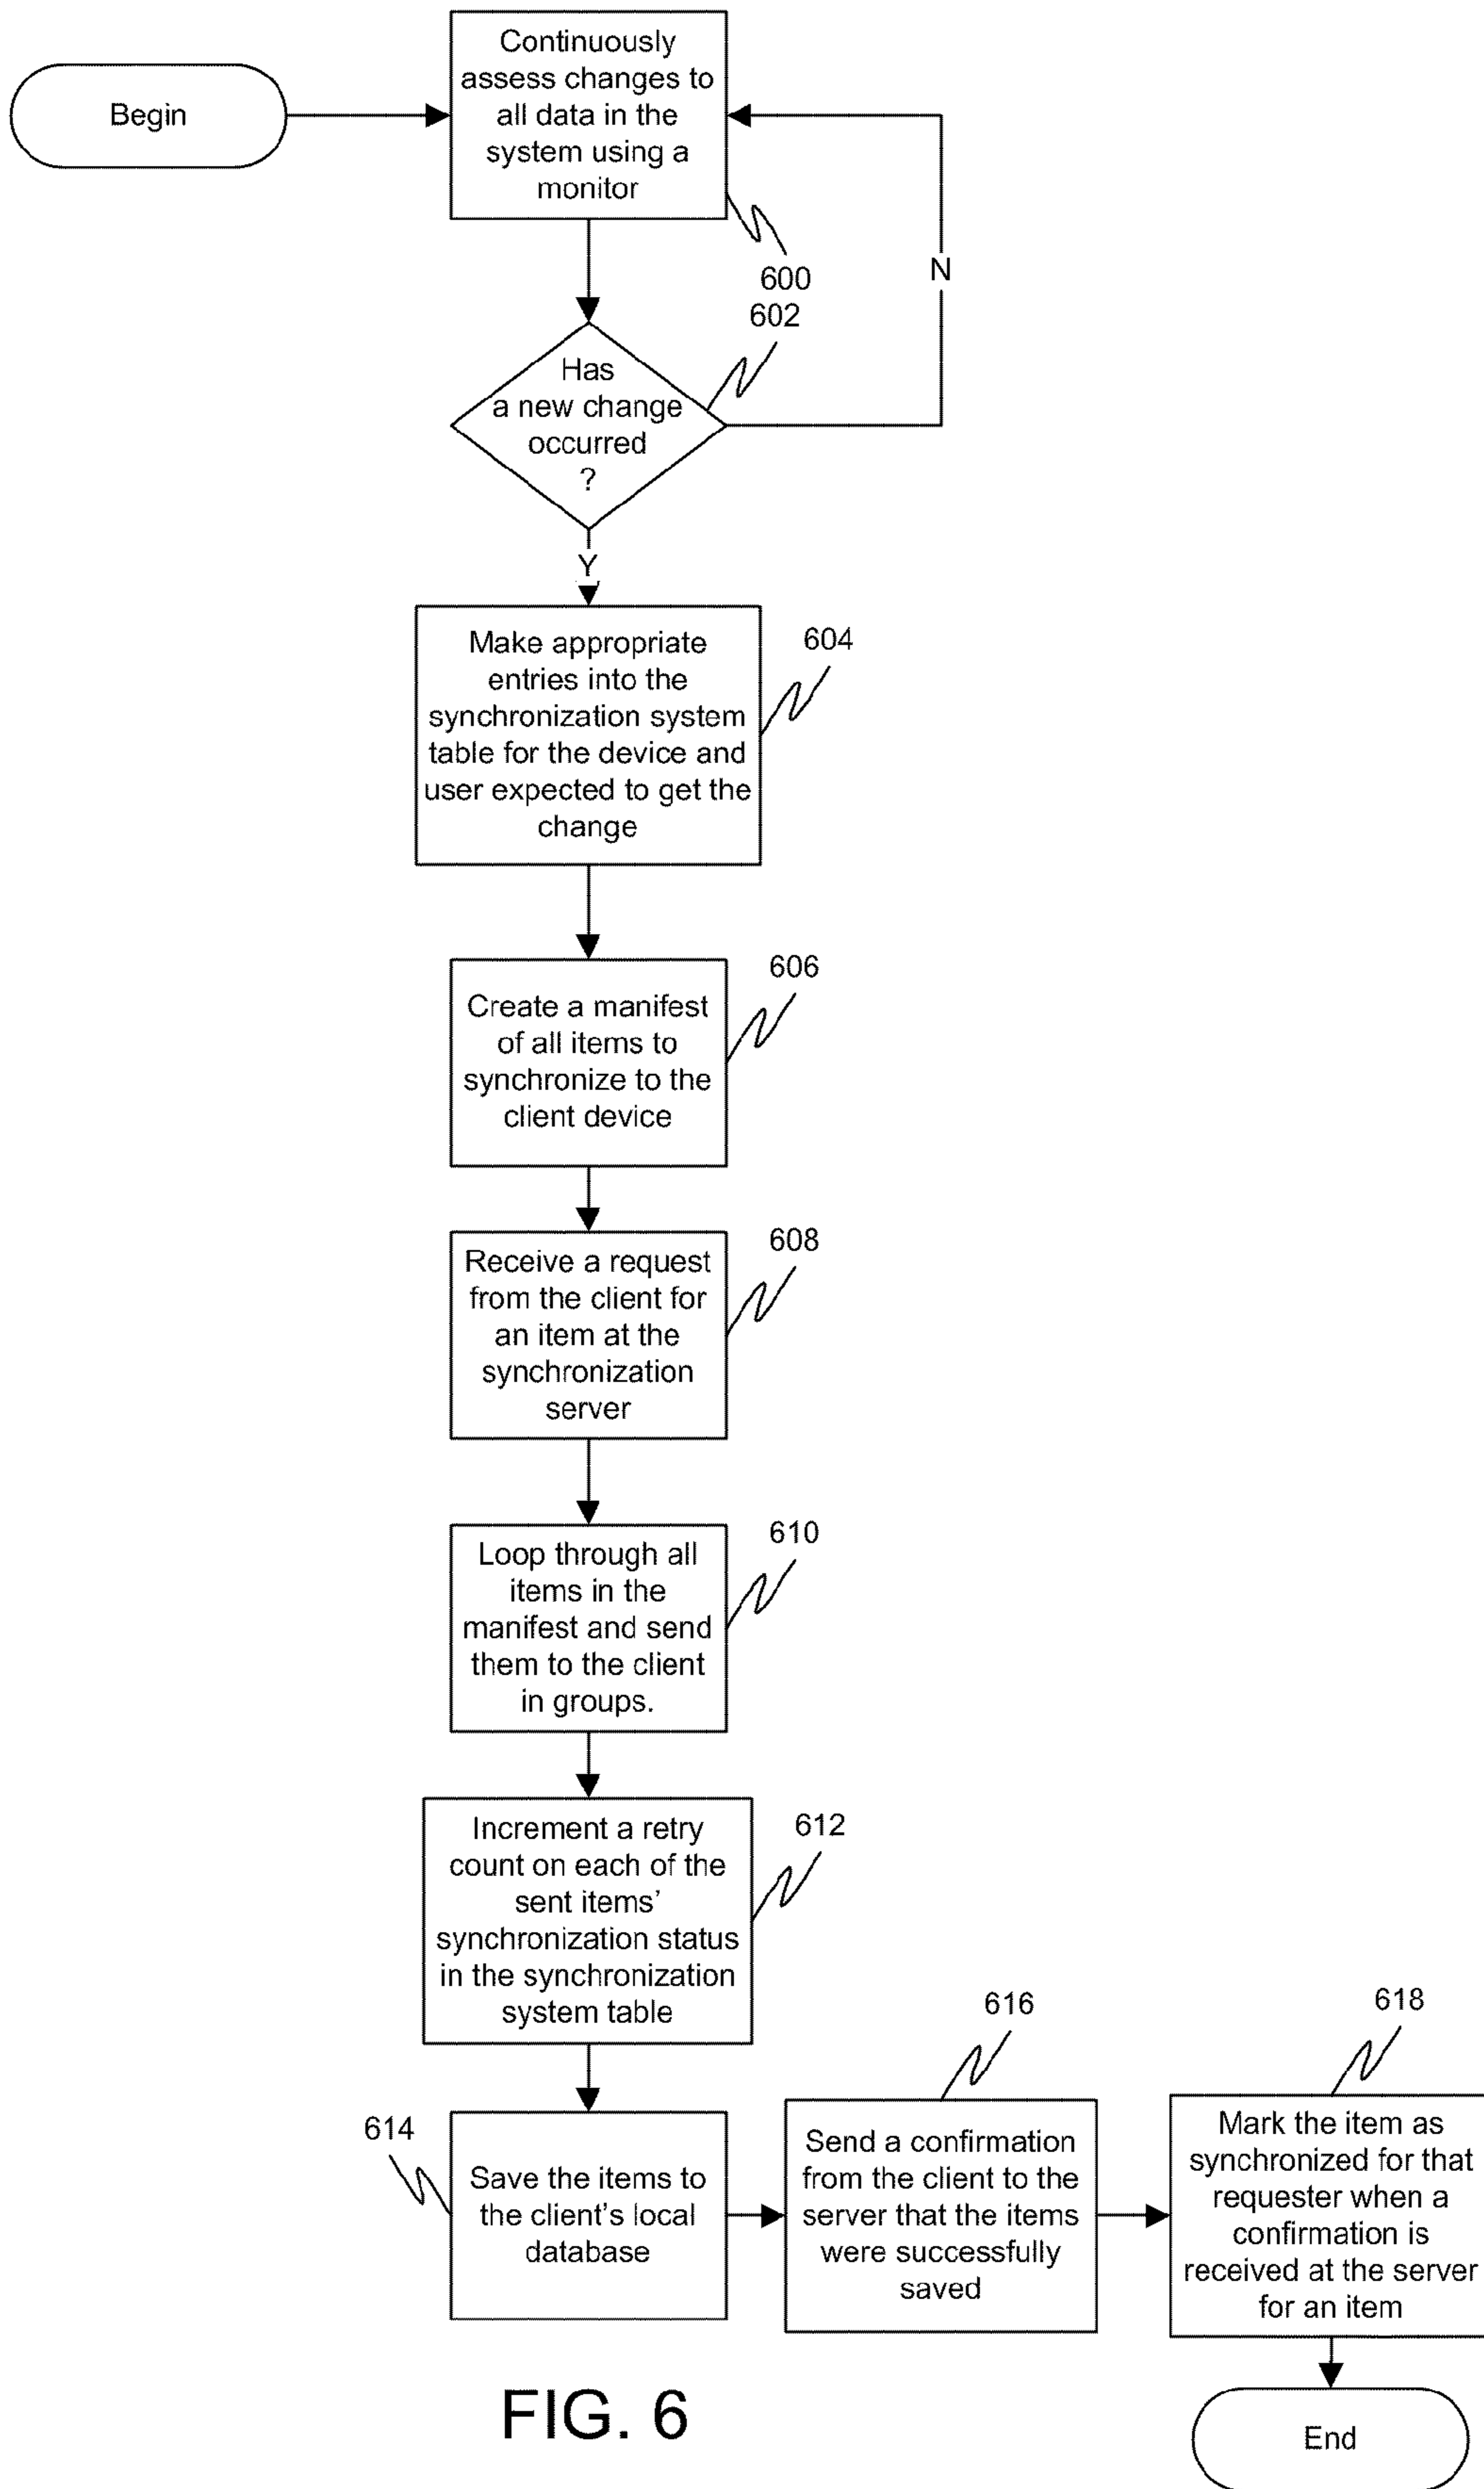 Begin
Continuously
assess changes to
all data in the
system using a
monitor
600
602
N
Has
a new change
occurred
?
Y
604
Make appropriate
entries into the
synchronization system
table for the device and
user expected to get the
change
606
Create a manifest
of all items to
synchronize to the
client device
608
Receive a request
from the client for
an item at the
synchronization
server
610
Loop through all
items in the
manifest and send
them to the client
in groups.
612
Increment a retry
count on each of the
sent items’
synchronization status
in the synchronization
system table
614
Save the items to
the client’s local
database
616
Send a confirmation
from the client to the
server that the items
were successfully
saved
618
Mark the item as
synchronized for that
requester when a
confirmation is
received at the server
for an item
End
FIG. 6